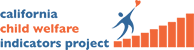 california
child welfare
indicators project